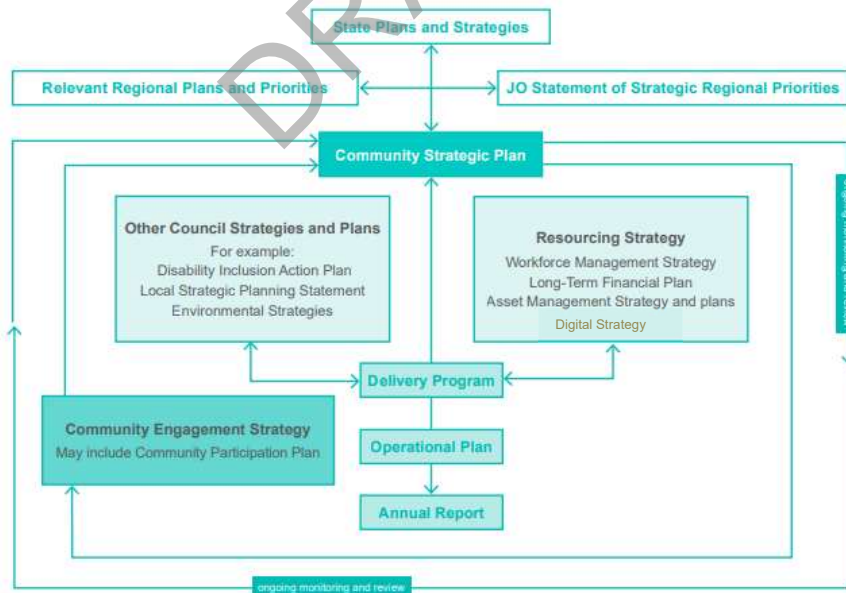 DRA
State Plans and Strategies
Relevant Regional Plans and Priorities
JO Statement of Strategic Regional Priorities
Community Strategic Plan
Other Council Strategies and Plans
For example:
Disability Inclusion Action Plan
Local Strategic Planning Statement
Environmental Strategies
Resourcing Strategy
Workforce Management Strategy
Long-Term Financial Plan
Asset Management Strategy and plans
Digital Strategy
Delivery Program
Community Engagement Strategy
May include Community Participation Plan
Operational Plan
Annual Report
ongoing monitoring and review